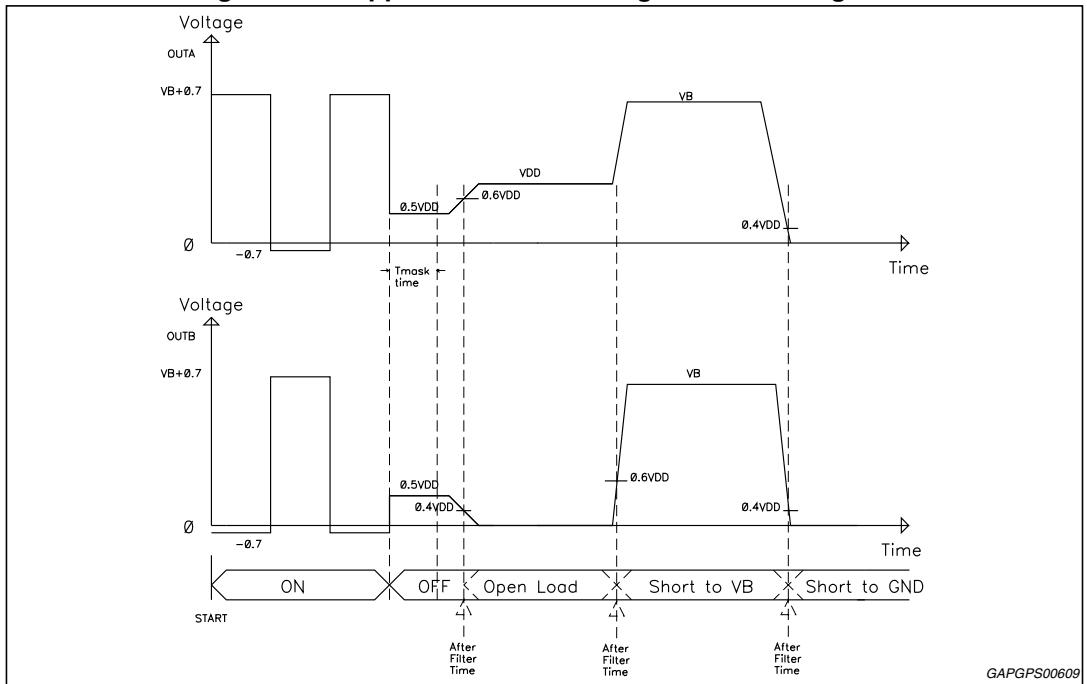 Voltage
OUTA
VB+0.7
VB
VDD
0.6VDD
0.5VDD
0.4VDD
0
-0.7
Time
Tmask
time
Voltage
OUTB
VB+0.7
VB
0.6VDD
0.5VDD
0.4VDD
0.4VDD
0
-0.7
Time
ON
OFF
Open Load
Short to VB
Short to GND
START
After
Filter
Time
After
Filter
Time
After
Filter
Time
GAPGPS00609